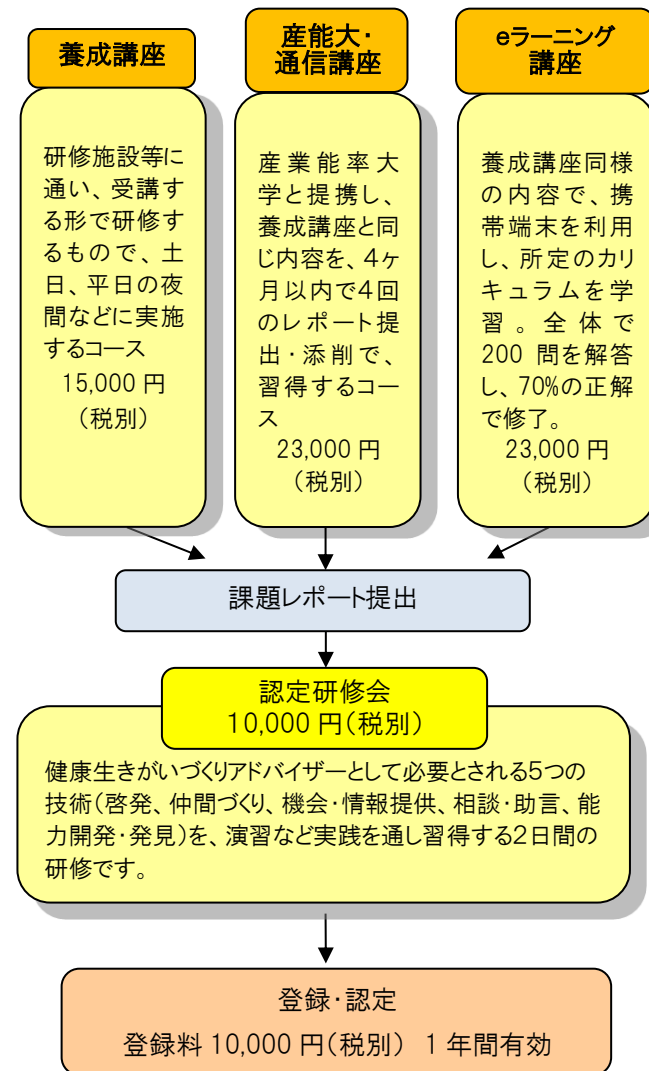 養成講座
研修施設等に
通い、受講す
る形で研修す
るもので、土
日、平日の夜
間などに実施
するコース
15,000 円
（税別）
産能大・
通信講座
産業能率大
学と提携し、
養成講座と同
じ内容を、4ヶ
月以内で4回
のレポート提
出・添削で、
習得するコー
ス
23,000 円
（税別）
eラーニング
講座
養成講座同様
の内容で、携
帯端末を利用
し、所定のカリ
キュラムを学
習。全体で
200 問を解答
し、70%の正解
で修了。
23,000 円
（税別）
課題レポート提出
認定研修会
10,000 円（税別）
健康生きがいづくりアドバイザーとして必要とされる5つの
技術（啓発、仲間づくり、機会・情報提供、相談・助言、能
力開発・発見）を、演習など実践を通し習得する2日間の
研修です。
登録・認定
登録料 10,000 円（税別） 1 年間有効